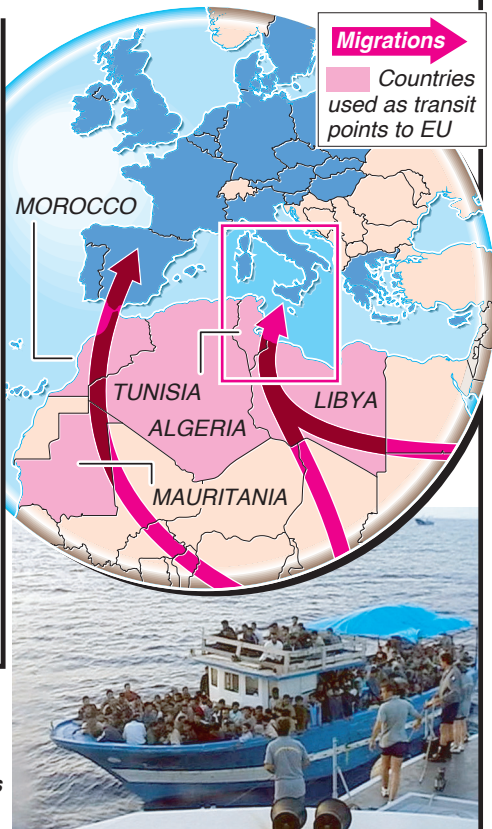 Migrations
Countries
used as transit
points to EU
MOROCCO
TUNISIA
ALGERIA
LIBYA
MAURITANIA
s